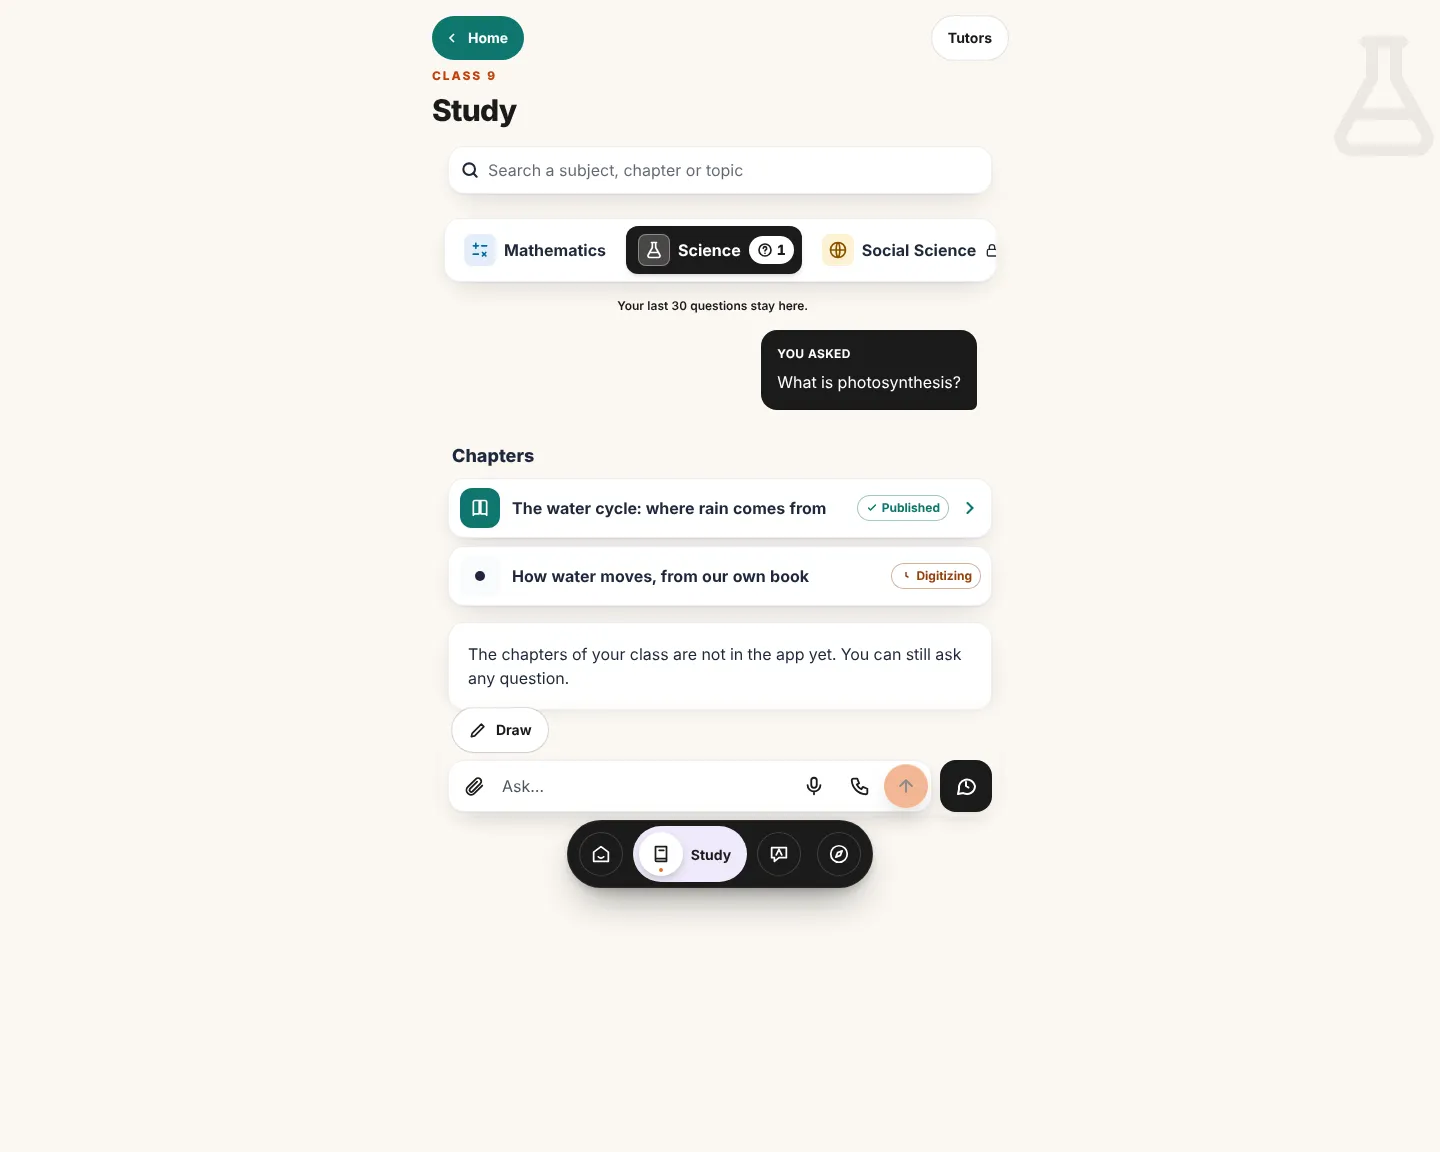 Home
Tutors
CLASS 9
Study
Search a subject, chapter or topic
Mathematics
Science
1
Social Science
Your last 30 questions stay here.
YOU ASKED
What is photosynthesis?
Chapters
The water cycle: where rain comes from
Published
How water moves, from our own book
Digitizing
The chapters of your class are not in the app yet. You can still ask
any question.
Draw
Ask...
Study